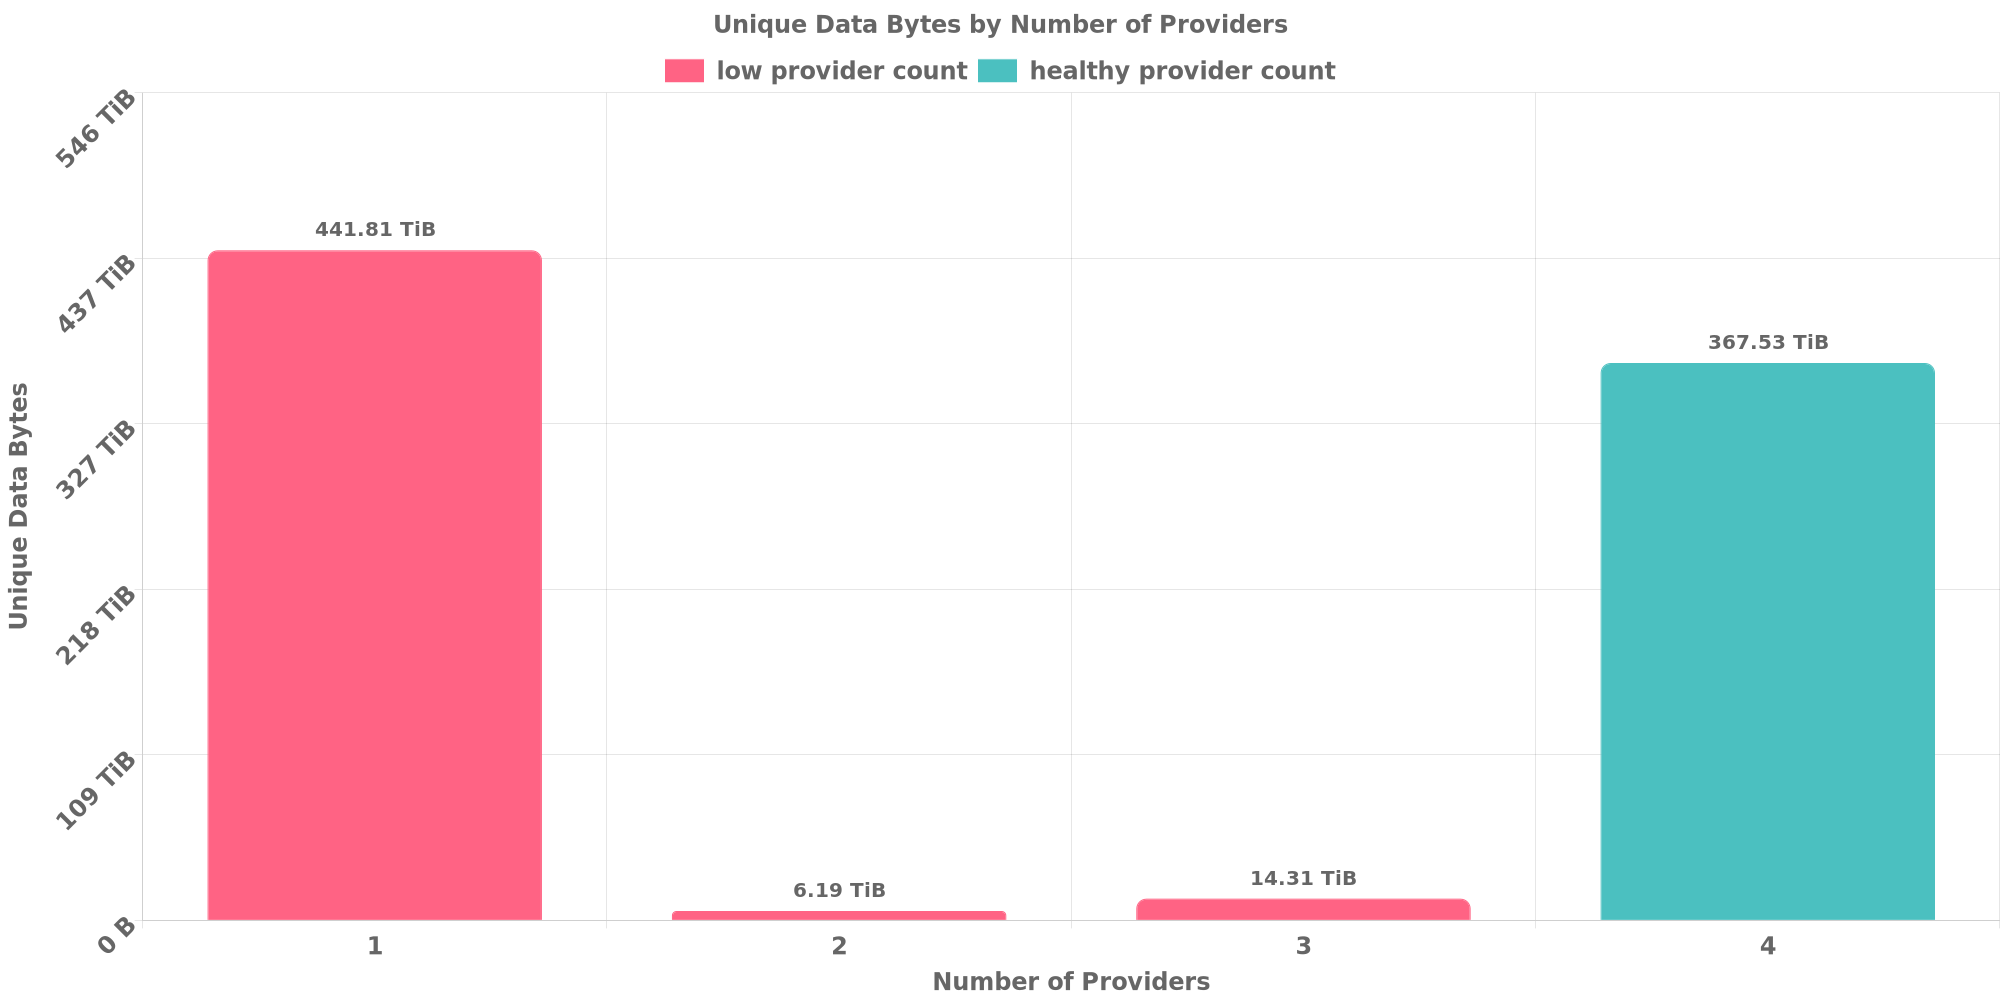 Unique Data Bytes by Number of Providers
low provider count healthy provider count
546 TiB
437 TiB
327 TiB
218 TiB
109 TiB
0 B
Unique Data Bytes
441.81 TiB
6.19 TiB
14.31 TiB
367.53 TiB
1 2 3 4
Number of Providers